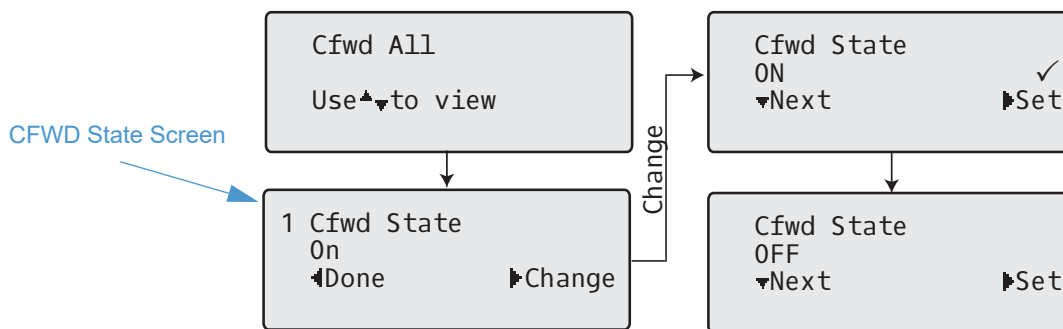 Cfwd All
Use▲▼to view
CFWD State Screen
1 Cfwd State
On
◀Done ▶Change
Change
Cfwd State
ON ✓
▼Next ▶Set
Cfwd State
OFF
▼Next ▶Set